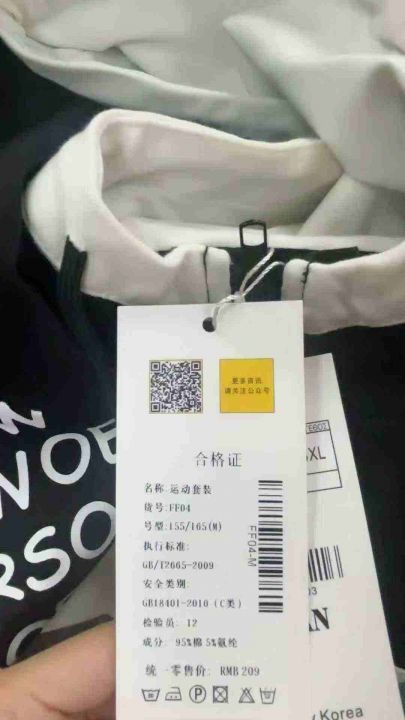 更多资讯
请关注公众号
合格证
名称:运动套装
货号:FF04
号型:155/165(M)
执行标准:
GB/T2665-2009
安全类别:
GB18401-2010 (C类)
检验员: 12
成分: 95%棉5%氨纶
统一零售价: RMB 209
FF04-M
XL
Korea
RSO